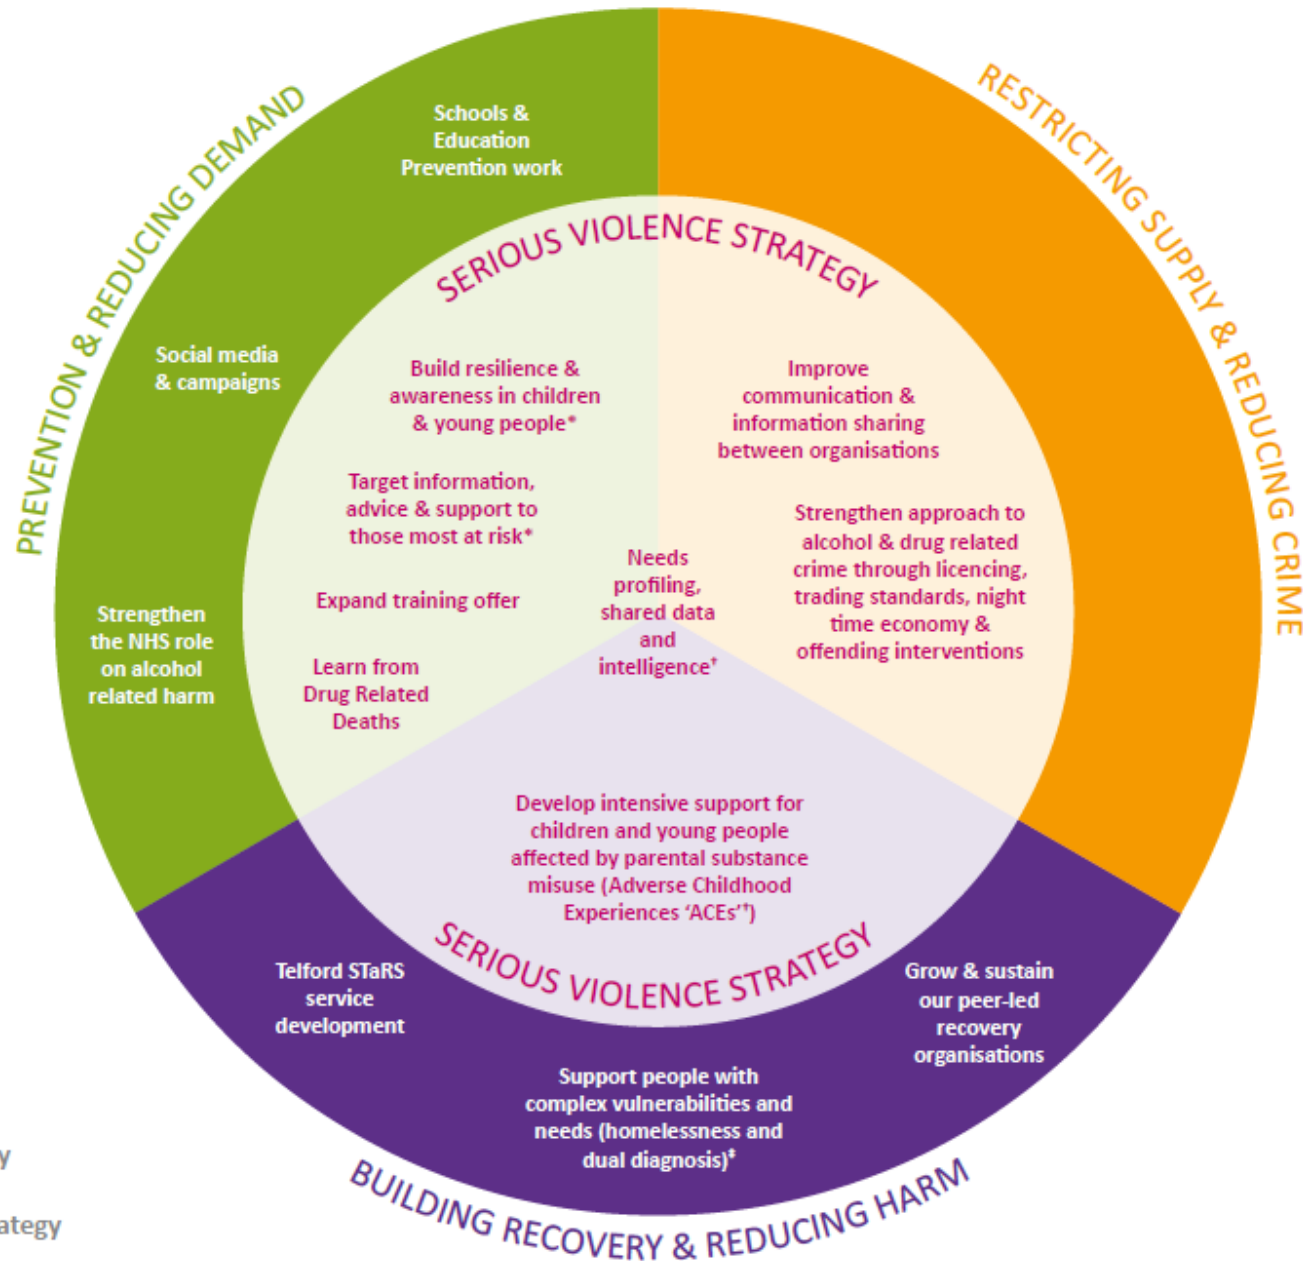 PREVENTION & REDUCING DEMAND
Schools &
Education
Prevention work
Social media
& campaigns
Strengthen
the NHS role
on alcohol
related harm
RESTRICTING SUPPLY & REDUCING CRIME
SERIOUS VIOLENCE STRATEGY
Build resilience &
awareness in children
& young people*
Target information,
advice & support to
those most at risk*
Expand training offer
Learn from
Drug Related
Deaths
Improve
communication &
information sharing
between organisations
Strengthen approach to
alcohol & drug related
crime through licencing,
trading standards, night
time economy &
offending interventions
Needs
profiling,
shared data
and
intelligence†
Develop intensive support for
children and young people
affected by parental substance
misuse (Adverse Childhood
Experiences ‘ACEs’†)
SERIOUS VIOLENCE STRATEGY
Telford STaRS
service
development
Support people with
complex vulnerabilities and
needs (homelessness and
dual diagnosis)‡
Grow & sustain
our peer-led
recovery
organisations
BUILDING RECOVERY & REDUCING HARM